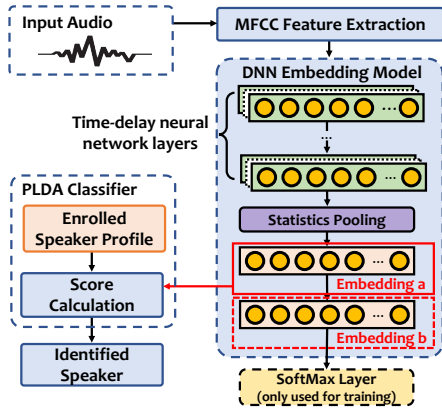 Input Audio
MFCC Feature Extraction
DNN Embedding Model
...
Time-delay neural
network layers
...
...
PLDA Classifier
Enrolled
Speaker Profile
Statistics Pooling
...
Embedding a
Score
Calculation
...
Embedding b
Identified
Speaker
SoftMax Layer
(only used for training)